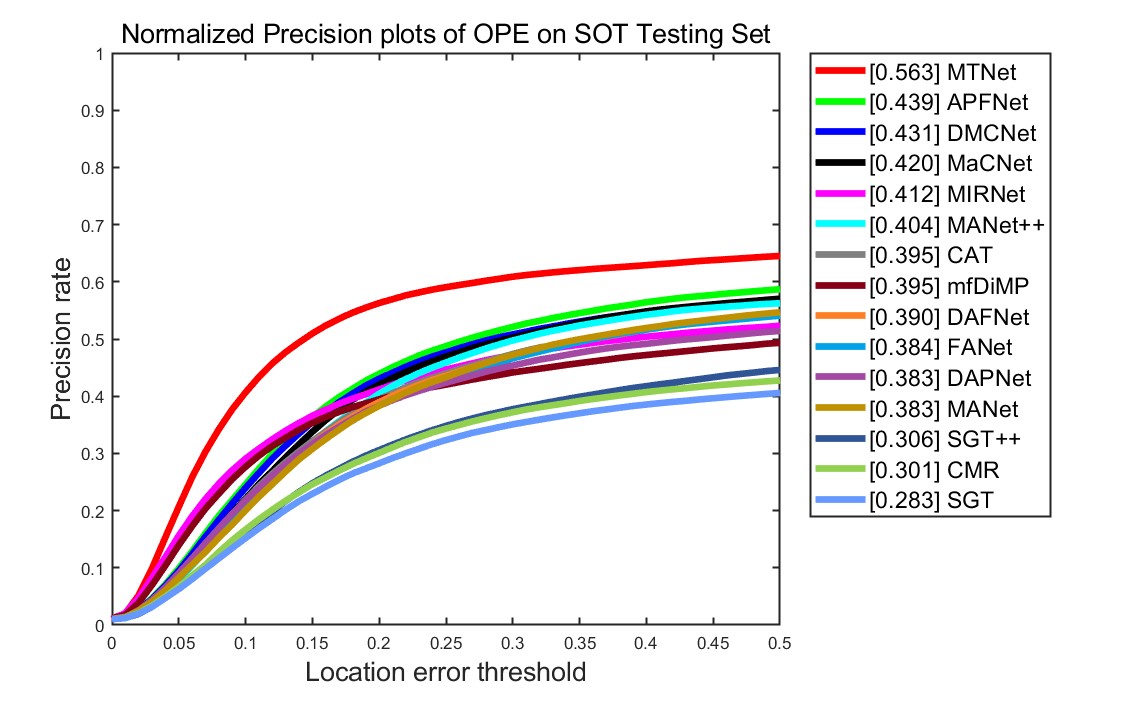 Normalized Precision plots of OPE on SOT Testing Set
1
0.9
0.8
0.7
0.6
0.5
0.4
0.3
0.2
0.1
0
Precision rate
0 0.05 0.1 0.15 0.2 0.25 0.3 0.35 0.4 0.45 0.5
Location error threshold
[0.563] MTNet
[0.439] APFNet
[0.431] DMCNet
[0.420] MaCNet
[0.412] MIRNet
[0.404] MANet++
[0.395] CAT
[0.395] mfDiMP
[0.390] DAFNet
[0.384] FANet
[0.383] DAPNet
[0.383] MANet
[0.306] SGT++
[0.301] CMR
[0.283] SGT